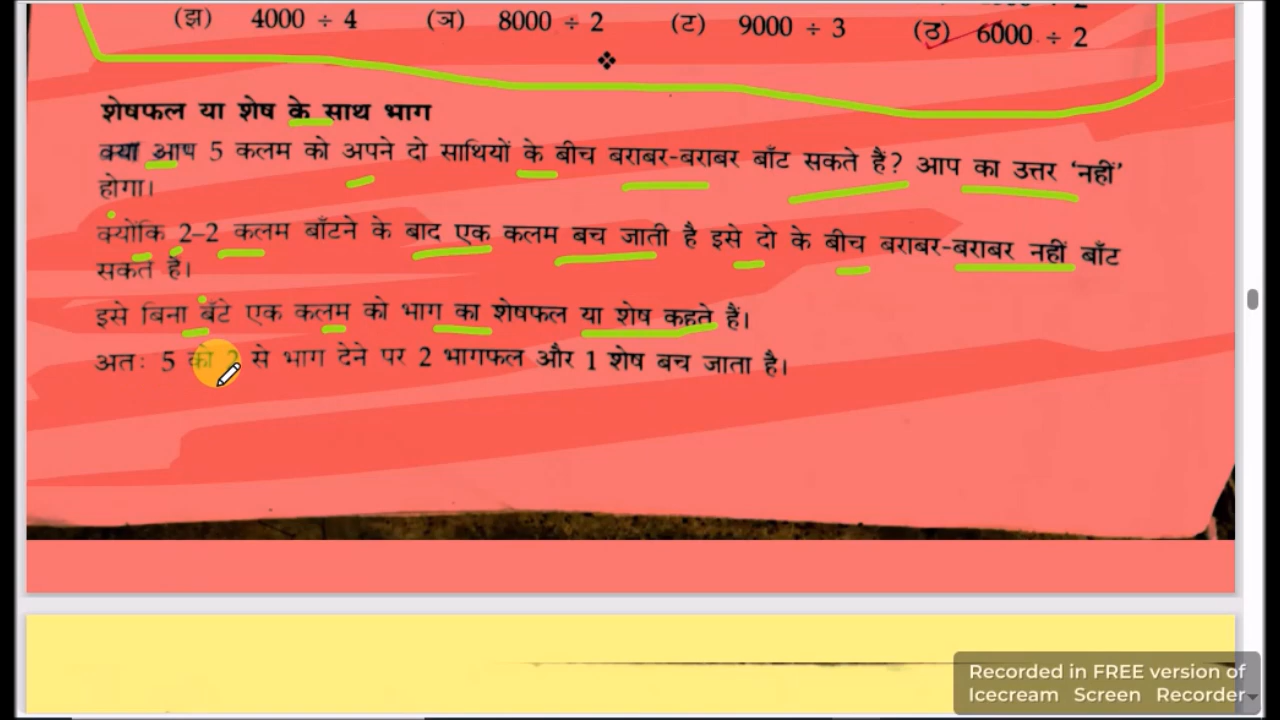 (झ) 4000 ÷ 4 (ञ) 8000 ÷ 2 (ट) 9000 ÷ 3 (ठ) 6000 ÷ 2
शेषफल या शेष के साथ भाग
क्या आप 5 कलम को अपने दो साथियों के बीच बराबर-बराबर बाँट सकते हैं? आप का उत्तर ‘नहीं’
होगा।
क्योंकि 2–2 कलम बाँटने के बाद एक कलम बच जाती है इसे दो के बीच बराबर-बराबर नहीं बाँट
सकते हैं।
इसे बिना बँटे एक कलम को भाग का शेषफल या शेष कहते हैं।
अतः 5 को 2 से भाग देने पर 2 भागफल और 1 शेष बच जाता है।
Recorded in FREE version of
Icecream Screen Recorder